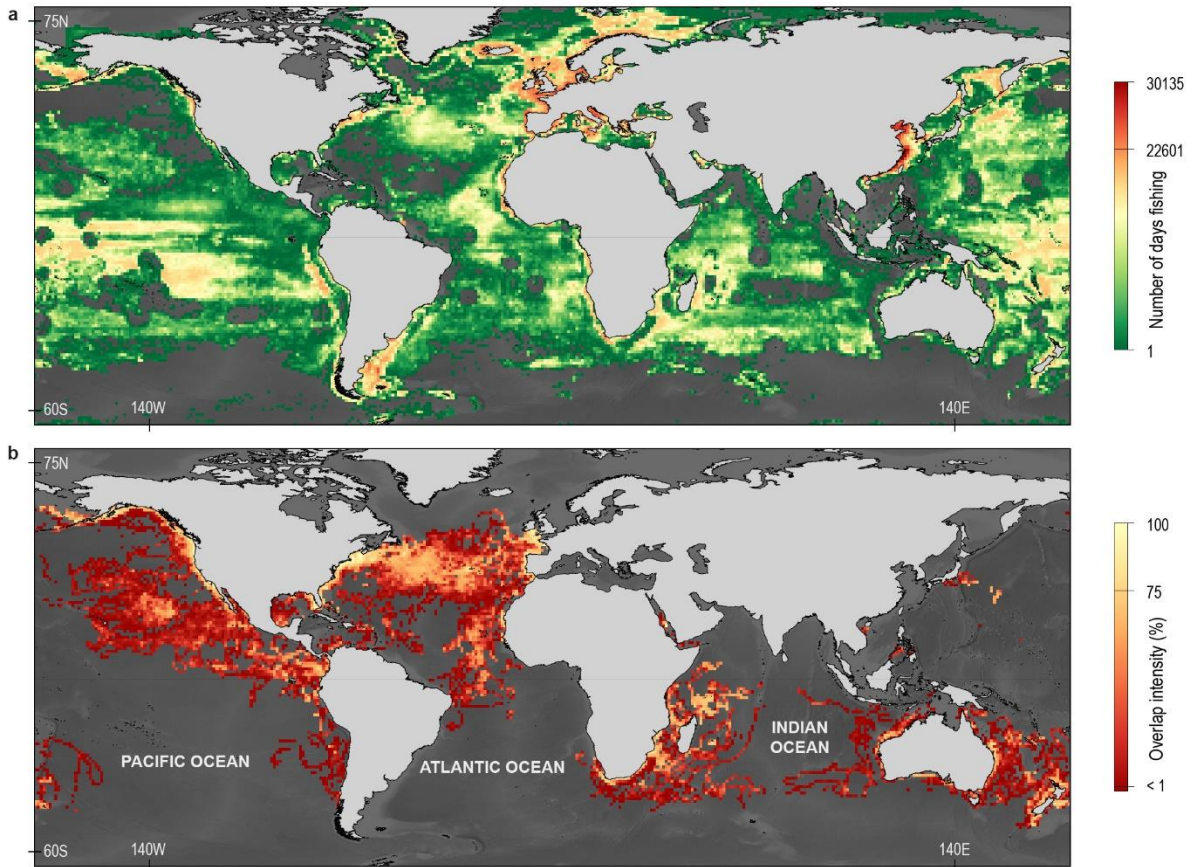 a
75N
60S
140W
140E
30135
22601
1
Number of days fishing
b
75N
60S
140W
140E
PACIFIC OCEAN
ATLANTIC OCEAN
INDIAN
OCEAN
100
75
< 1
Overlap intensity (%)